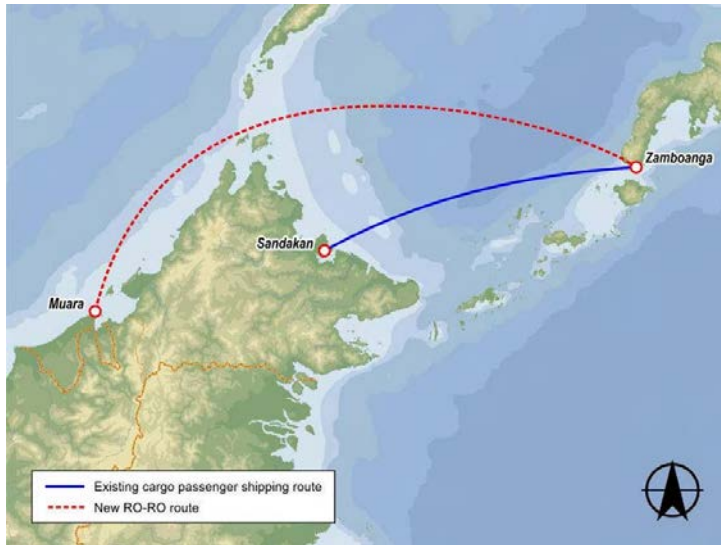 Zamboanga
Sandakan
Muara
Existing cargo passenger shipping route
New RO-RO route